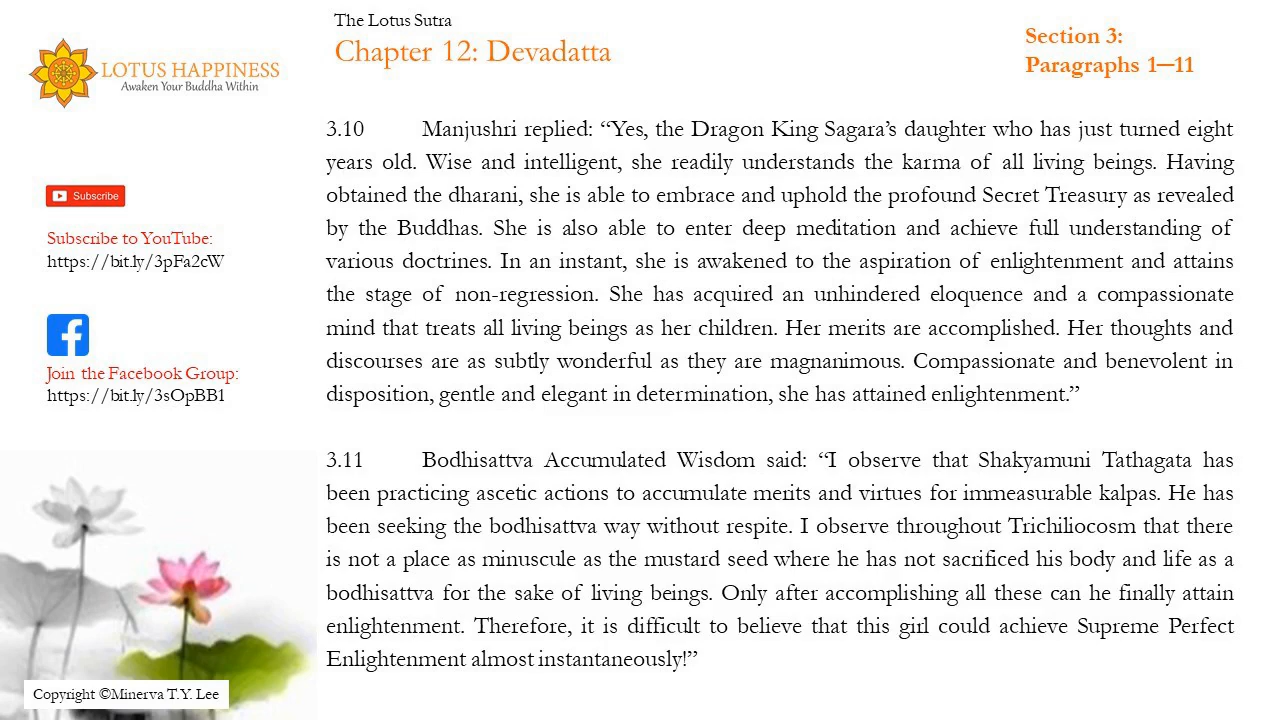 The Lotus Sutra
Chapter 12: Devadatta
Section 3:
Paragraphs 1—11
LOTUS HAPPINESS
Awaken Your Buddha Within
Subscribe
Subscribe to YouTube:
https://bit.ly/3pFa2cW
Join the Facebook Group:
https://bit.ly/3sOpBB1
3.10 Manjushri replied: “Yes, the Dragon King Sagara’s daughter who has just turned eight
years old. Wise and intelligent, she readily understands the karma of all living beings. Having
obtained the dharani, she is able to embrace and uphold the profound Secret Treasury as revealed
by the Buddhas. She is also able to enter deep meditation and achieve full understanding of
various doctrines. In an instant, she is awakened to the aspiration of enlightenment and attains
the stage of non-regression. She has acquired an unhindered eloquence and a compassionate
mind that treats all living beings as her children. Her merits are accomplished. Her thoughts and
discourses are as subtly wonderful as they are magnanimous. Compassionate and benevolent in
disposition, gentle and elegant in determination, she has attained enlightenment.”
3.11 Bodhisattva Accumulated Wisdom said: “I observe that Shakyamuni Tathagata has
been practicing ascetic actions to accumulate merits and virtues for immeasurable kalpas. He has
been seeking the bodhisattva way without respite. I observe throughout Trichiliocosm that there
is not a place as minuscule as the mustard seed where he has not sacrificed his body and life as a
bodhisattva for the sake of living beings. Only after accomplishing all these can he finally attain
enlightenment. Therefore, it is difficult to believe that this girl could achieve Supreme Perfect
Enlightenment almost instantaneously!”
Copyright ©Minerva T.Y. Lee